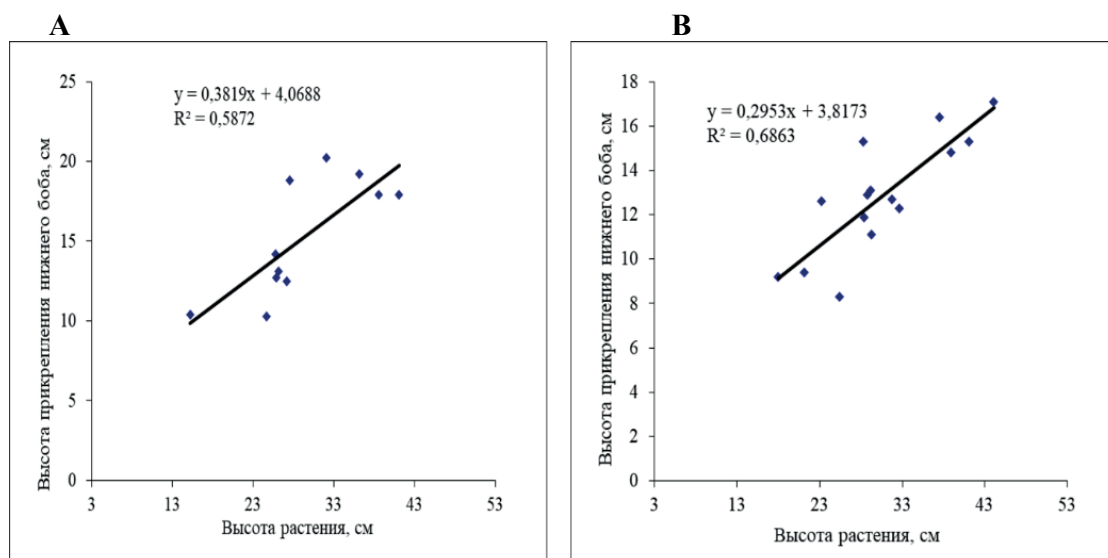 A
Высота прикрепления нижнего боба, см
25
20
15
10
5
0
y = 0,3819x + 4,0688
R² = 0,5872
3 13 23 33 43 53
Высота растения, см
B
Высота прикрепления нижнего боба, см
18
16
14
12
10
8
6
4
2
0
y = 0,2953x + 3,8173
R² = 0,6863
3 13 23 33 43 53
Высота растения, см